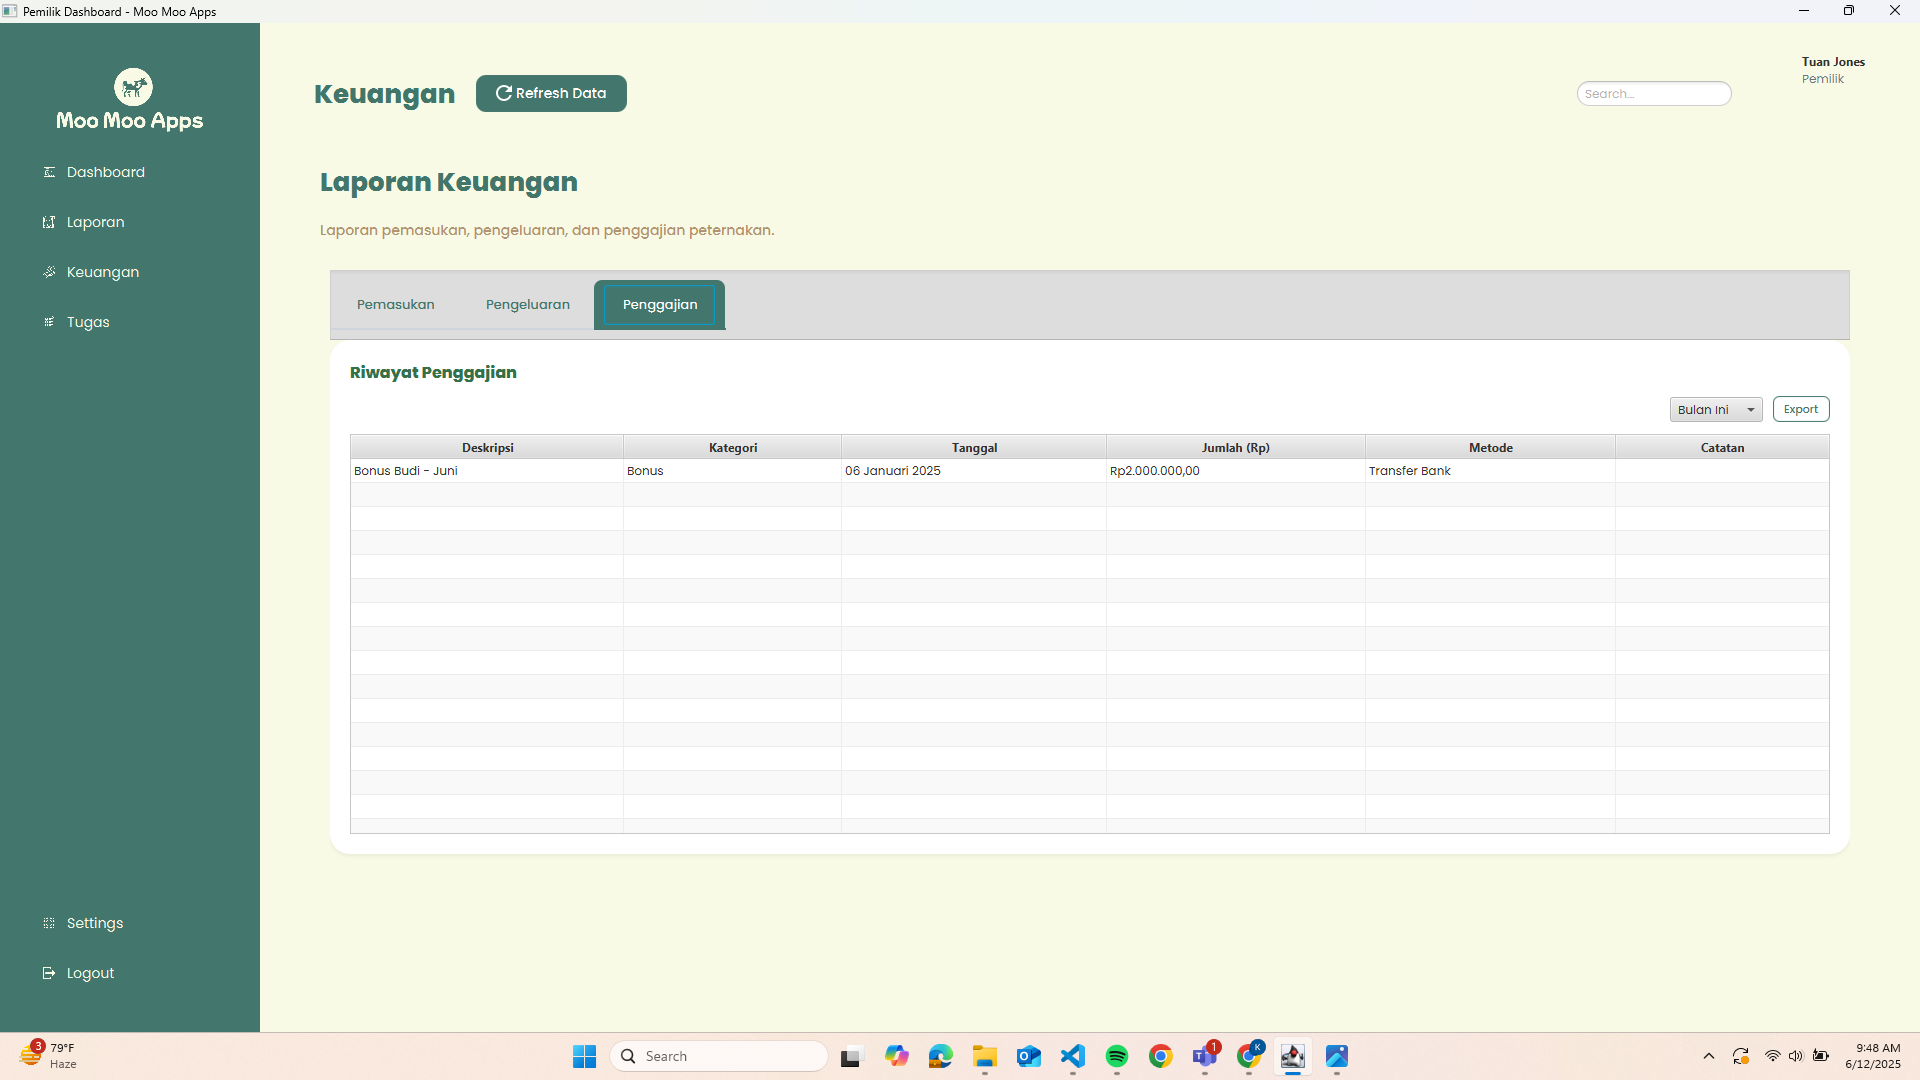 Pemilik Dashboard - Moo Moo Apps
Moo Moo Apps
Dashboard
Laporan
Keuangan
Tugas
Settings
Logout
Keuangan
Refresh Data
Search...
Tuan Jones
Pemilik
Laporan Keuangan
Laporan pemasukan, pengeluaran, dan penggajian peternakan.
Pemasukan Pengeluaran Penggajian
Riwayat Penggajian
Bulan Ini Export
Deskripsi Kategori Tanggal Jumlah (Rp) Metode Catatan
Bonus Budi - Juni Bonus 06 Januari 2025 Rp2.000.000,00 Transfer Bank
3
79°F
Haze
Search
1
K
9:48 AM
6/12/2025